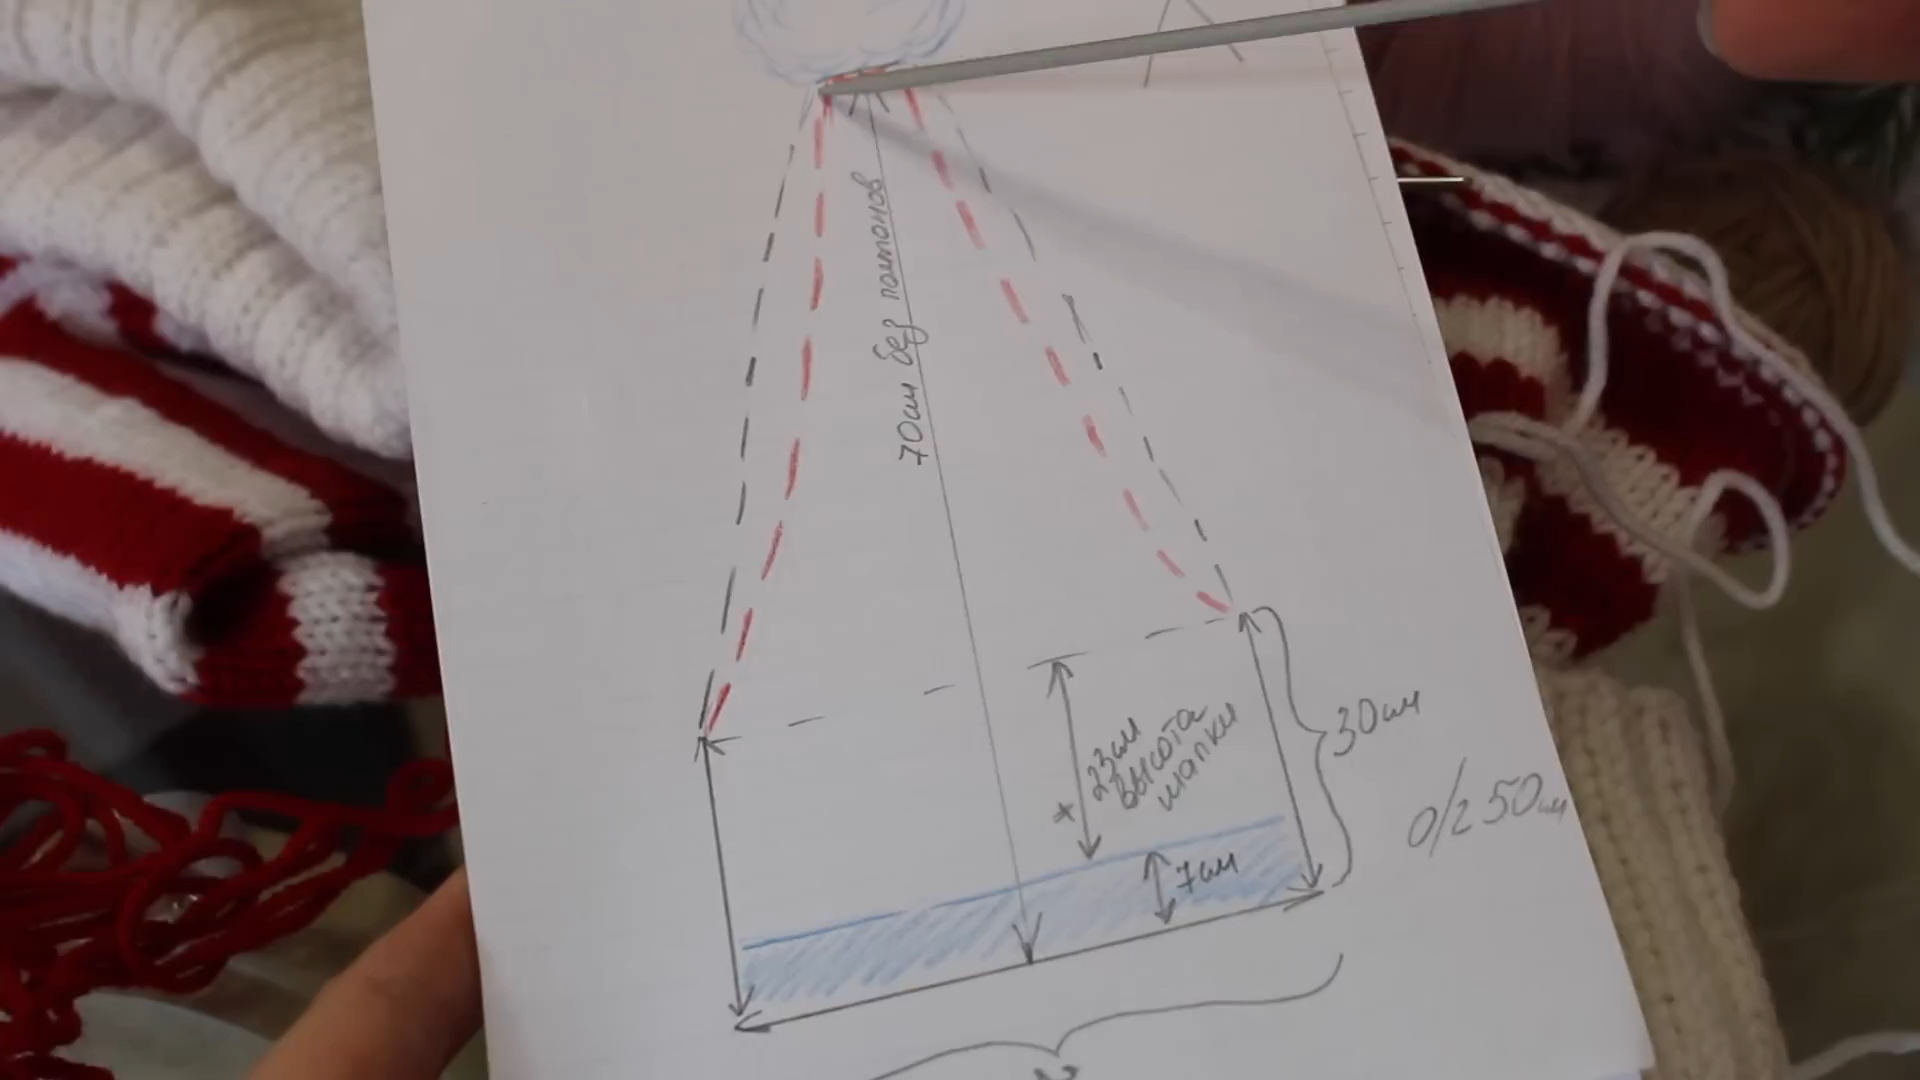 70см без помпонов
23см
высота
шапки
*
30см
7см
о/г 50см